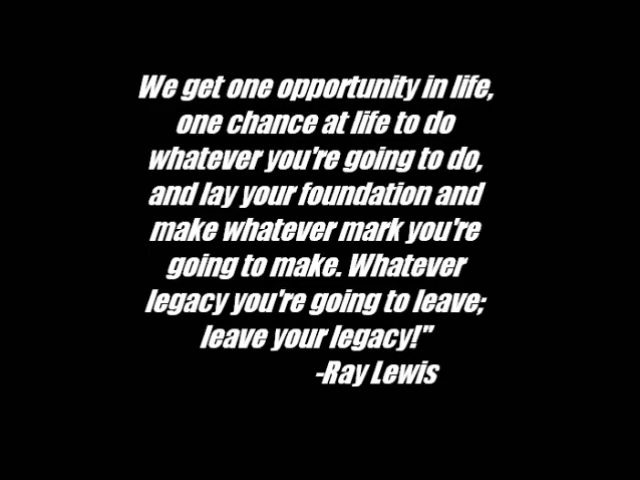 We get one opportunity in life,
one chance at life to do
whatever you're going to do,
and lay your foundation and
make whatever mark you're
going to make. Whatever
legacy you're going to leave;
leave your legacy!"
-Ray Lewis